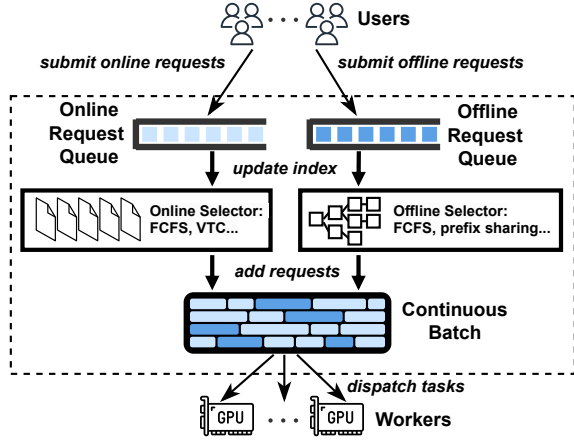 Users
submit online requests
submit offline requests
Online
Request
Queue
Offline
Request
Queue
update index
Online Selector:
FCFS, VTC...
Offline Selector:
FCFS, prefix sharing...
add requests
Continuous
Batch
dispatch tasks
GPU
GPU
Workers